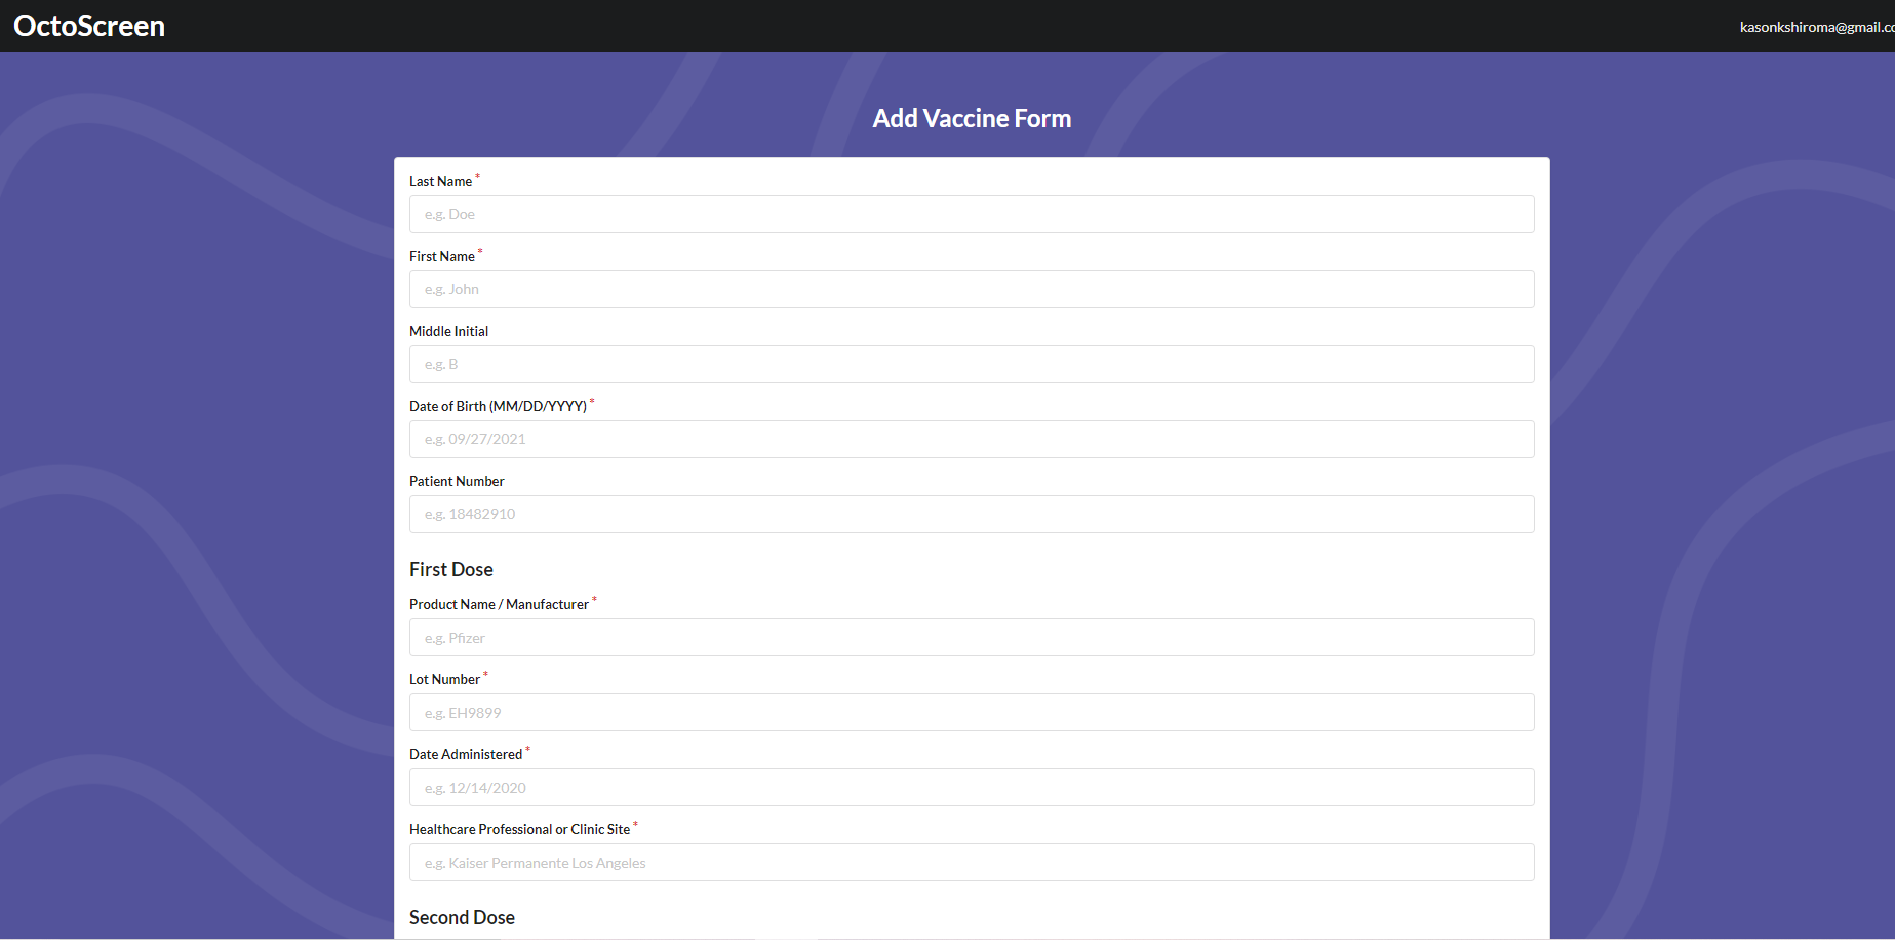 OctoScreen
kasonkshiroma@gmail.co
Add Vaccine Form
Last Name *
e.g. Doe
First Name *
e.g. John
Middle Initial
e.g. B
Date of Birth (MM/DD/YYYY) *
e.g. 09/27/2021
Patient Number
e.g. 18482910
First Dose
Product Name / Manufacturer *
e.g. Pfizer
Lot Number *
e.g. EH9899
Date Administered *
e.g. 12/14/2020
Healthcare Professional or Clinic Site *
e.g. Kaiser Permanente Los Angeles
Second Dose